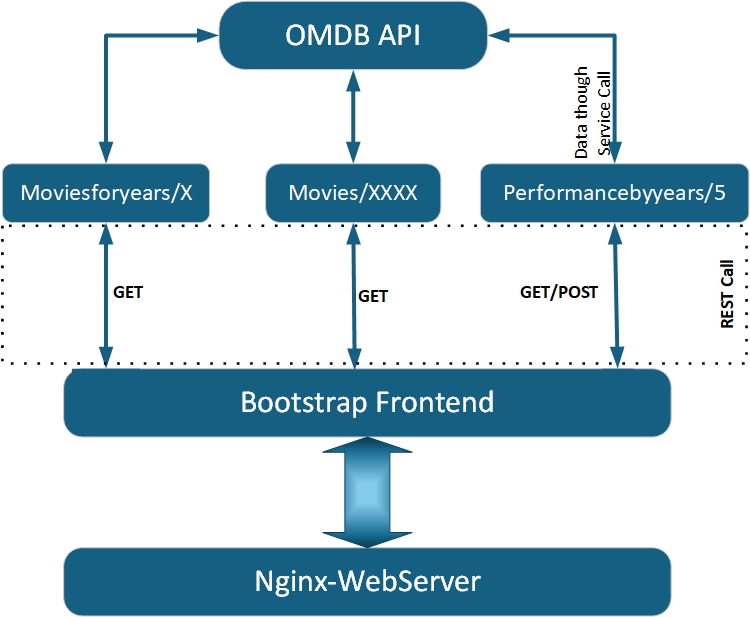 OMDB API
Data though
Service Call
Moviesforyears/X
Movies/XXXX
Performancebyyears/5
GET
GET
GET/POST
REST Call
Bootstrap Frontend
Nginx-WebServer